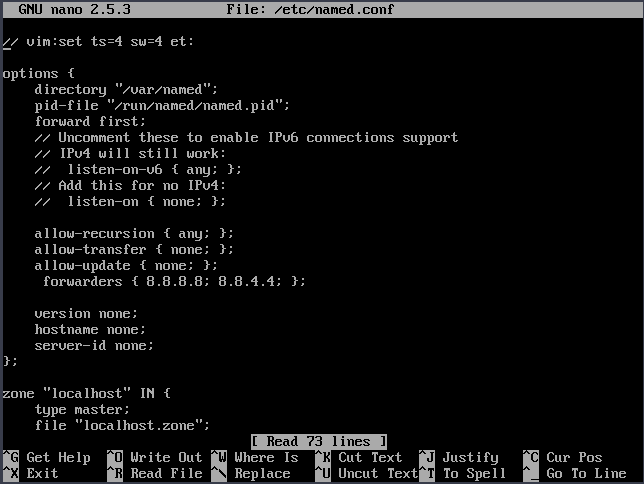 GNU nano 2.5.3 File: /etc/named.conf
// vim:set ts=4 sw=4 et:
options {
directory "/var/named";
pid-file "/run/named/named.pid";
forward first;
// Uncomment these to enable IPv6 connections support
// IPv4 will still work:
//  listen-on-v6 { any; };
// Add this for no IPv4:
//  listen-on { none; };
allow-recursion { any; };
allow-transfer { none; };
allow-update { none; };
forwarders { 8.8.8.8; 8.8.4.4; };
version none;
hostname none;
server-id none;
};
zone "localhost" IN {
type master;
file "localhost.zone";
[ Read 73 lines ]
^G Get Help ^O Write Out ^W Where Is ^K Cut Text ^J Justify ^C Cur Pos
^X Exit ^R Read File ^\ Replace ^U Uncut Text ^T To Spell ^_ Go To Line